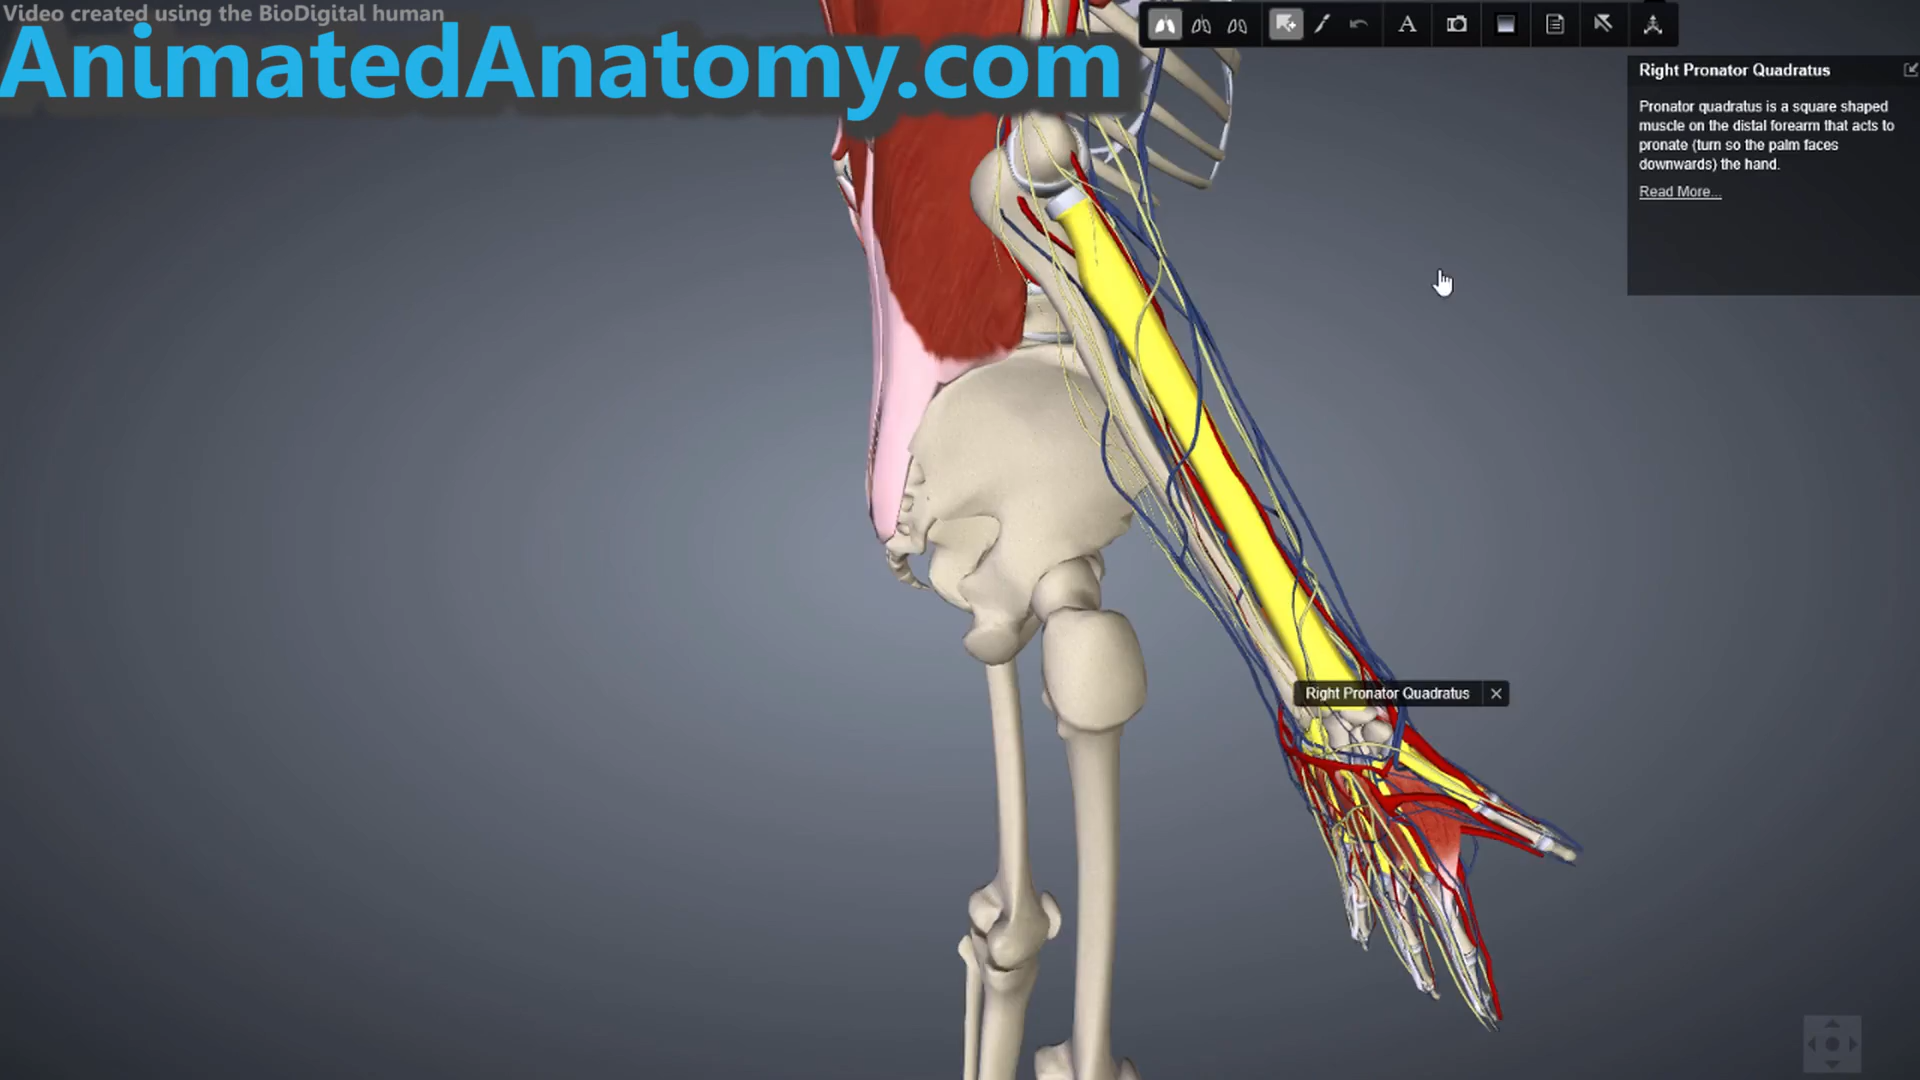 Video created using the BioDigital human
AnimatedAnatomy.com
A
Right Pronator Quadratus
Pronator quadratus is a square shaped
muscle on the distal forearm that acts to
pronate (turn so the palm faces
downwards) the hand.
Read More...
Right Pronator Quadratus